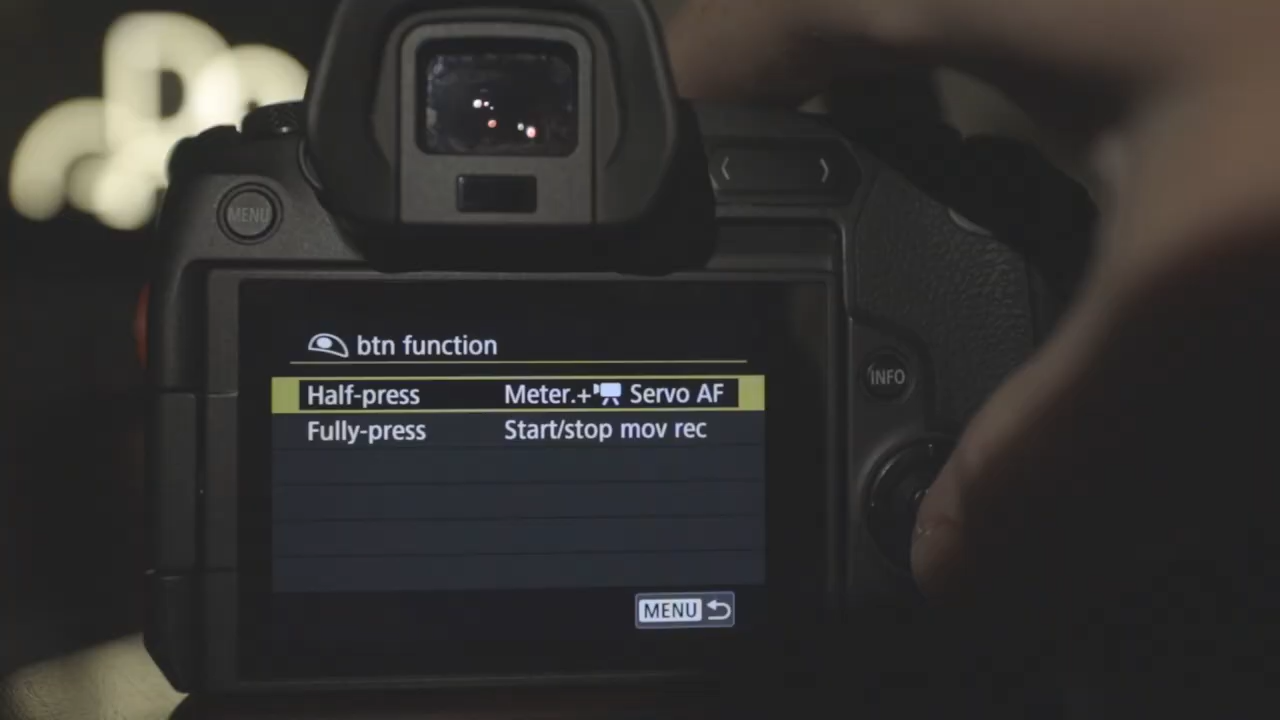 MENU
btn function
Half-press Meter.+ Servo AF
Fully-press Start/stop mov rec
INFO
MENU